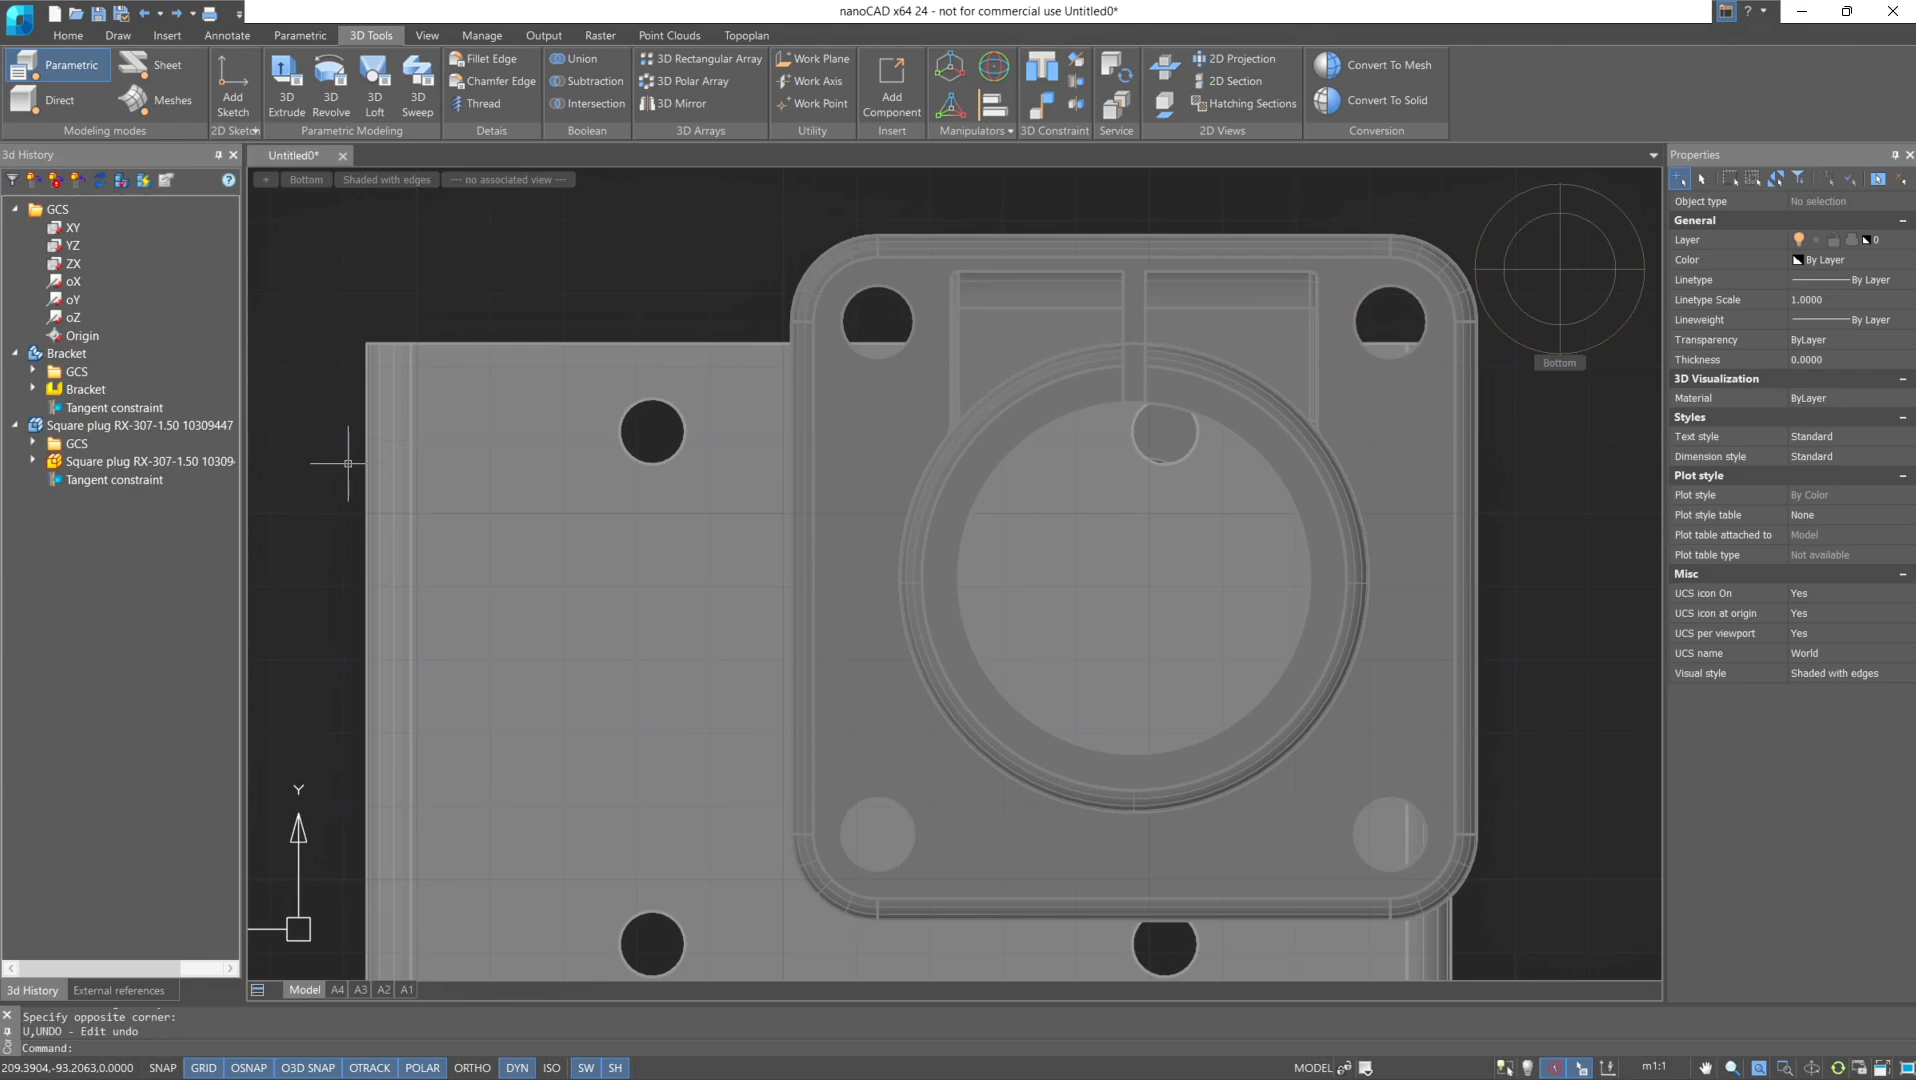 nanoCAD x64 24 - not for commercial use Untitled0*
?
Home Draw Insert Annotate Parametric 3D Tools View Manage Output Raster Point Clouds Topoplan
Parametric
Direct
Sheet
Meshes
Modeling modes
Add
Sketch
2D Sketch
3D
Extrude
3D
Revolve
3D
Loft
3D
Sweep
Parametric Modeling
Fillet Edge
Chamfer Edge
Thread
Detais
Union
Subtraction
Intersection
Boolean
3D Rectangular Array
3D Polar Array
3D Mirror
3D Arrays
Work Plane
Work Axis
Work Point
Utility
Add
Component
Insert
Manipulators
3D Constraint
Service
2D Projection
2D Section
Hatching Sections
2D Views
Convert To Mesh
Convert To Solid
Conversion
3d History
GCS
XY
YZ
ZX
oX
oY
oZ
Origin
Bracket
GCS
Bracket
Tangent constraint
Square plug RX-307-1.50 10309447
GCS
Square plug RX-307-1.50 10309
Tangent constraint
3d History External references
Untitled0*
+ Bottom Shaded with edges --- no associated view ---
Bottom
Y
Model A4 A3 A2 A1
Properties
Object type No selection
General
Layer 0
Color By Layer
Linetype By Layer
Linetype Scale 1.0000
Lineweight By Layer
Transparency ByLayer
Thickness 0.0000
3D Visualization
Material ByLayer
Styles
Text style Standard
Dimension style Standard
Plot style
Plot style By Color
Plot style table None
Plot table attached to Model
Plot table type Not available
Misc
UCS icon On Yes
UCS icon at origin Yes
UCS per viewport Yes
UCS name World
Visual style Shaded with edges
Specify opposite corner:
U,UNDO - Edit undo
Command:
209.3904,-93.2063,0.0000 SNAP GRID OSNAP O3D SNAP OTRACK POLAR ORTHO DYN ISO SW SH MODEL m1:1